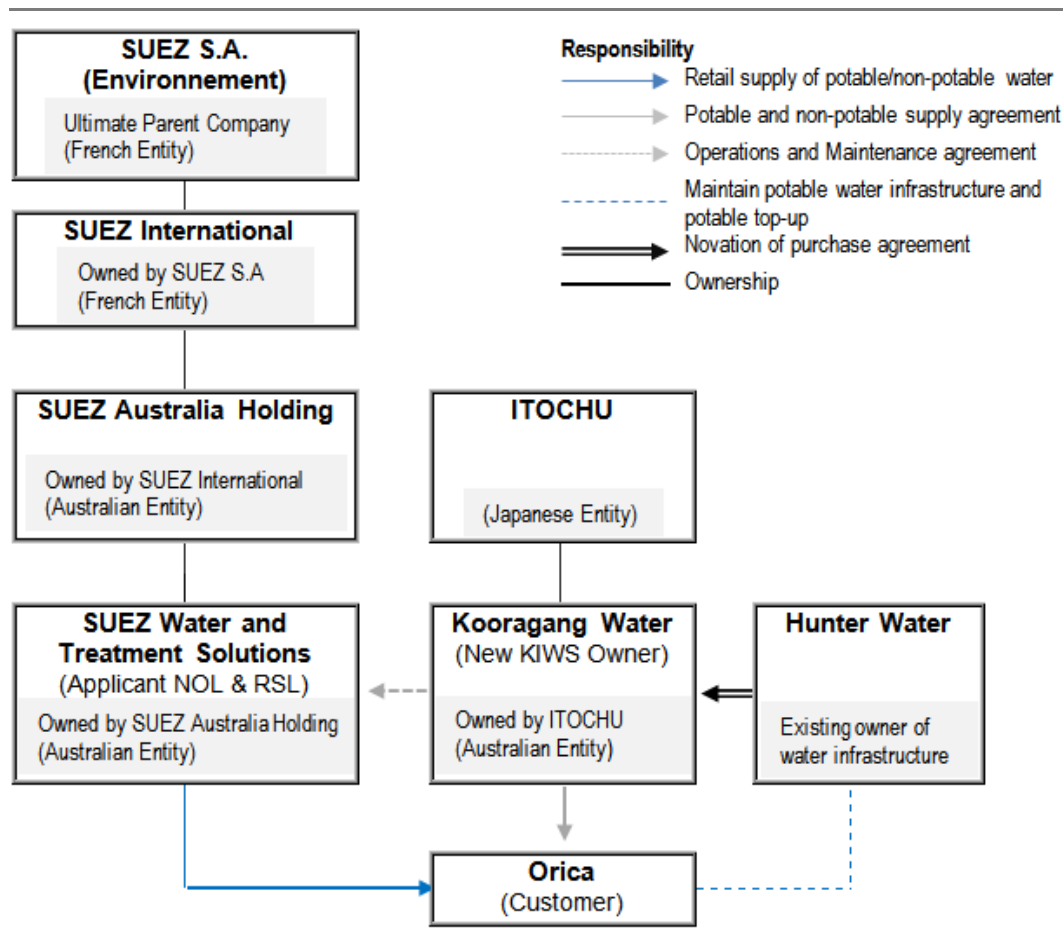 SUEZ S.A.
(Environnement)
Ultimate Parent Company
(French Entity)
Responsibility
Retail supply of potable/non-potable water
Potable and non-potable supply agreement
Operations and Maintenance agreement
Maintain potable water infrastructure and
potable top-up
Novation of purchase agreement
Ownership
SUEZ International
Owned by SUEZ S.A
(French Entity)
SUEZ Australia Holding
Owned by SUEZ International
(Australian Entity)
ITOCHU
(Japanese Entity)
SUEZ Water and
Treatment Solutions
(Applicant NOL & RSL)
Owned by SUEZ Australia Holding
(Australian Entity)
Kooragang Water
(New KIWS Owner)
Owned by ITOCHU
(Australian Entity)
Hunter Water
Existing owner of
water infrastructure
Orica
(Customer)